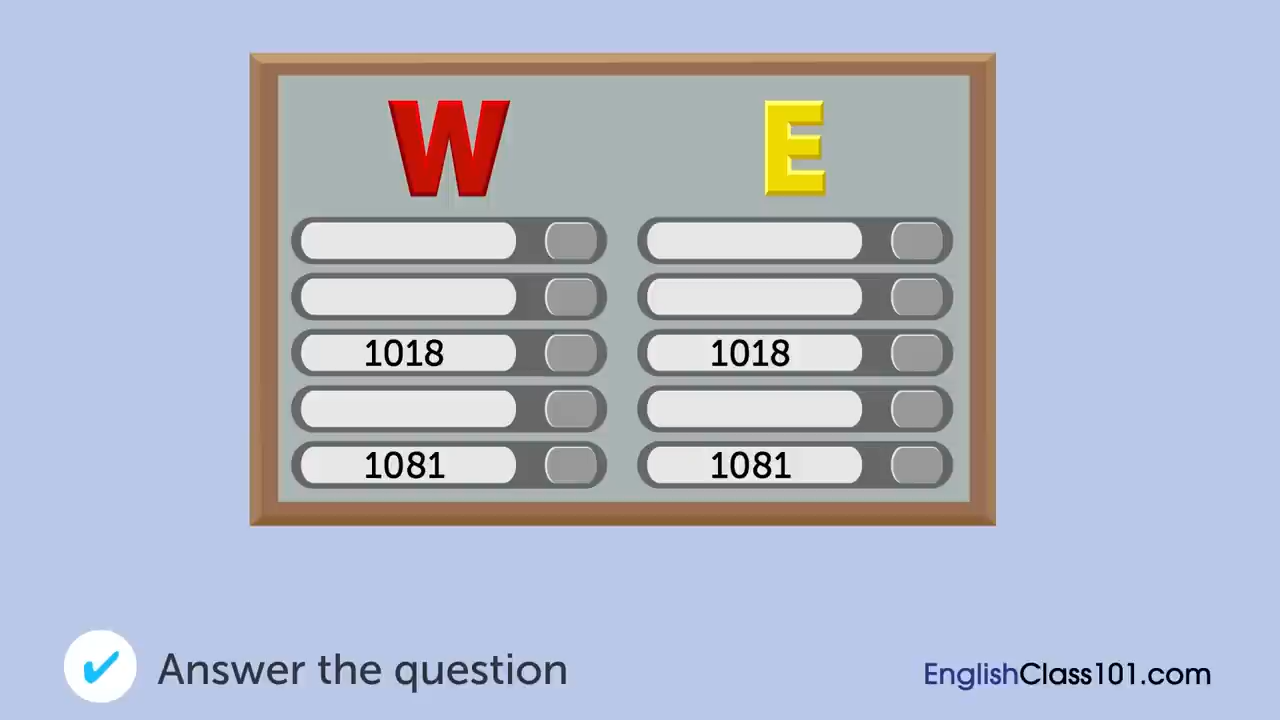 W E
1018 1018
1081 1081
✔ Answer the question
EnglishClass101.com